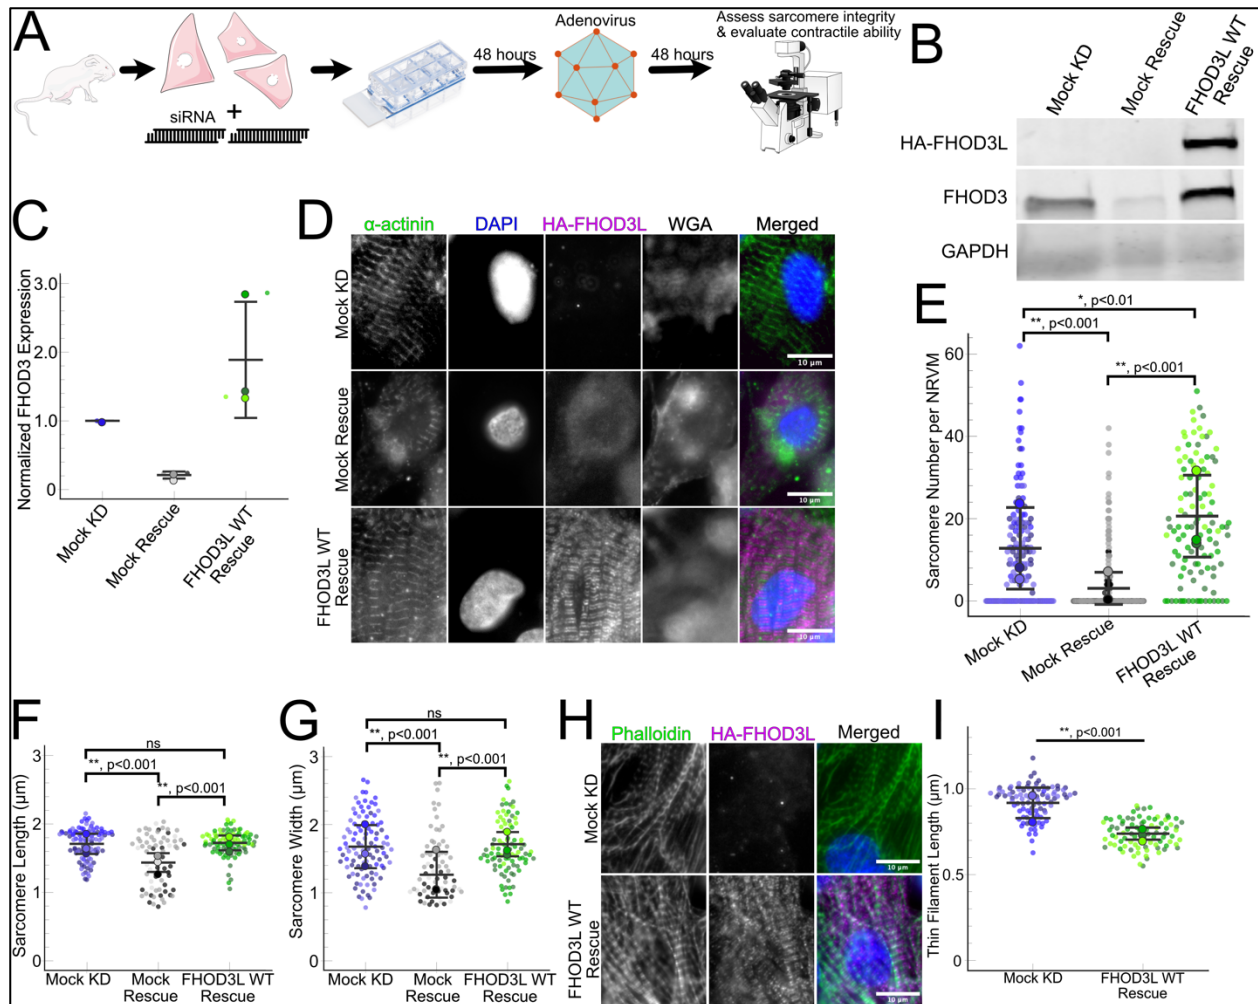 A
siRNA
+
48 hours
Adenovirus
48 hours
Assess sarcomere integrity
& evaluate contractile ability
B
Mock KD
Mock Rescue
FHOD3L WT
Rescue
HA-FHOD3L
FHOD3
GAPDH
C
Normalized FHOD3 Expression
3.0
2.0
1.0
0
Mock KD
Mock Rescue
FHOD3L WT
Rescue
D
α-actinin
DAPI
HA-FHOD3L
WGA
Merged
Mock KD
10 µm
Mock Rescue
10 µm
FHOD3L WT
Rescue
10 µm
E
*, p<0.01
**, p<0.001
**, p<0.001
Sarcomere Number per NRVM
60
40
20
0
Mock KD
Mock Rescue
FHOD3L WT
Rescue
F
ns
**, p<0.001
**, p<0.001
Sarcomere Length (µm)
3
2
1
0
Mock KD
Mock
Rescue
FHOD3L WT
Rescue
G
ns
**, p<0.001
**, p<0.001
Sarcomere Width (µm)
3
2
1
0
Mock KD
Mock
Rescue
FHOD3L WT
Rescue
H
Phalloidin
HA-FHOD3L
Merged
Mock KD
10 µm
FHOD3L WT
Rescue
10 µm
I
**, p<0.001
Thin Filament Length (µm)
1.0
0.5
0
Mock KD
FHOD3L WT
Rescue